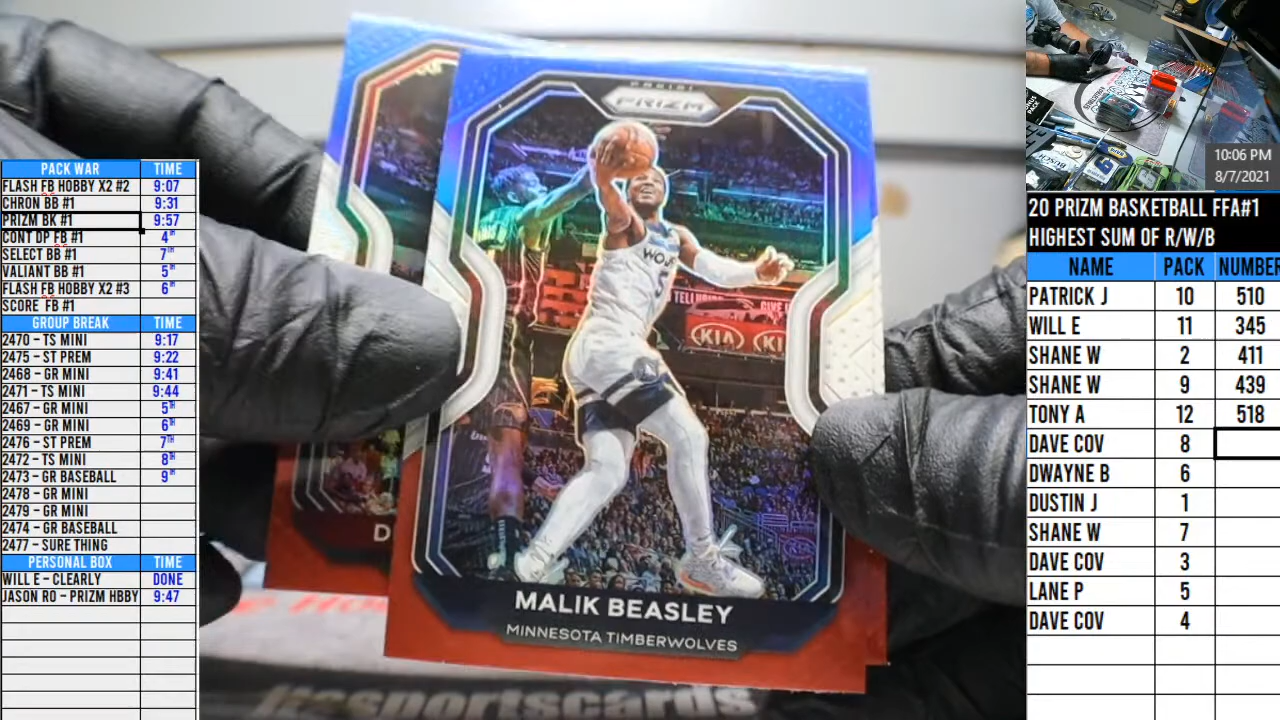 PACK WAR TIME
FLASH FB HOBBY X2 #2 9:07
CHRON BB #1 9:31
PRIZM BK #1 9:57
CONT DP FB #1 4TH
SELECT BB #1 7TH
VALIANT BB #1 5TH
FLASH FB HOBBY X2 #3 6TH
SCORE FB #1
GROUP BREAK TIME
2470 – TS MINI 9:17
2475 – ST PREM 9:22
2468 – GR MINI 9:41
2471 – TS MINI 9:44
2467 – GR MINI 5TH
2469 – GR MINI 6TH
2476 – ST PREM 7TH
2472 – TS MINI 8TH
2473 – GR BASEBALL 9TH
2478 – GR MINI
2479 – GR MINI
2474 – GR BASEBALL
2477 – SURE THING
PERSONAL BOX TIME
WILL E – CLEARLY DONE
JASON RO – PRIZM HBBY 9:47
PANINI
PRIZM
WOLVES
5
TELLURIDE GIVE
KIA KI
D
MALIK BEASLEY
MINNESOTA TIMBERWOLVES
sportscards
BUSCH
10:06 PM
8/7/2021
20 PRIZM BASKETBALL FFA#1
HIGHEST SUM OF R/W/B
NAME PACK NUMBER
PATRICK J 10 510
WILL E 11 345
SHANE W 2 411
SHANE W 9 439
TONY A 12 518
DAVE COV 8
DWAYNE B 6
DUSTIN J 1
SHANE W 7
DAVE COV 3
LANE P 5
DAVE COV 4